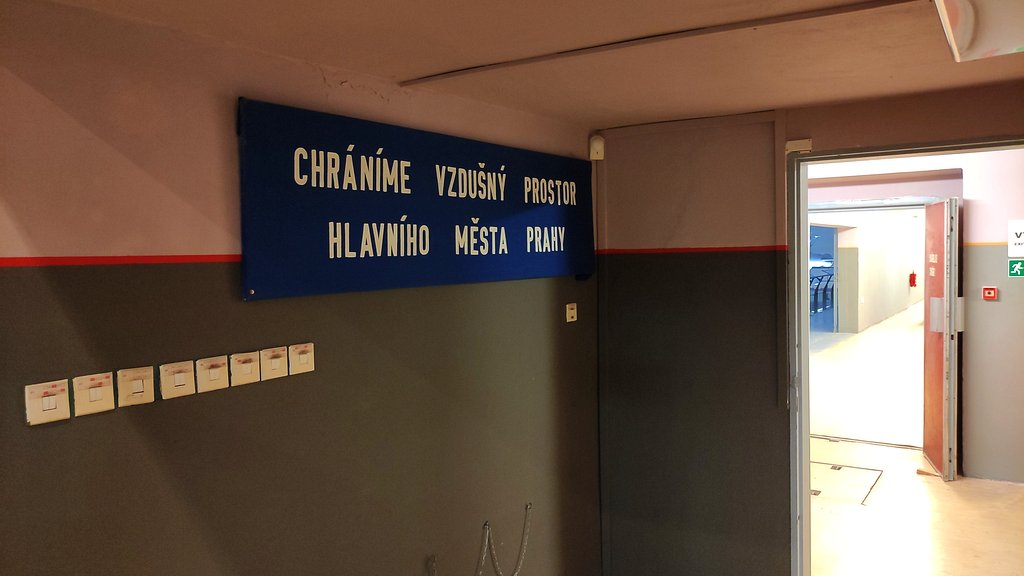 CHRÁNÍME VZDUŠNÝ PROSTOR
HLAVNÍHO MĚSTA PRAHY